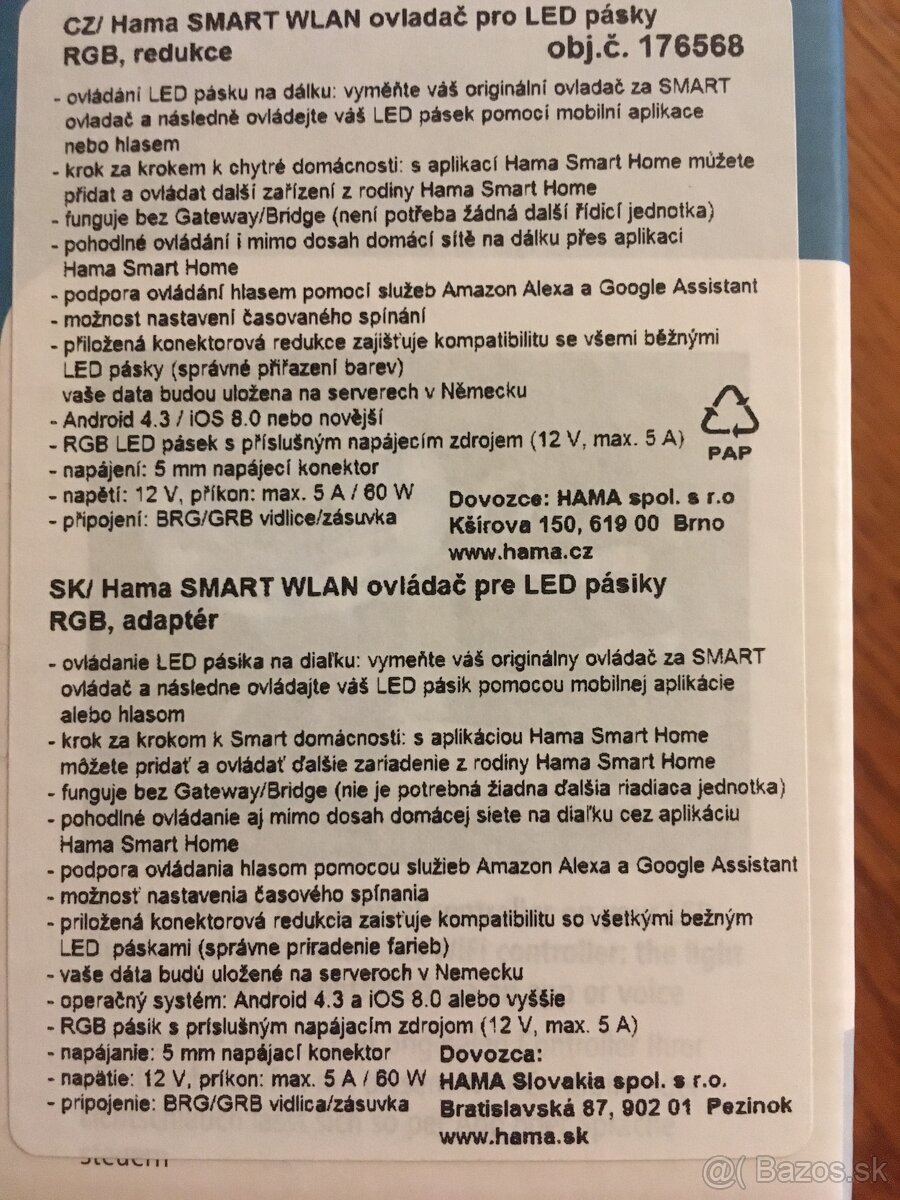 CZ/ Hama SMART WLAN ovladač pro LED pásky
RGB, redukce obj.č. 176568
- ovládání LED pásku na dálku: vyměňte váš originální ovladač za SMART
ovladač a následně ovládejte váš LED pásek pomocí mobilní aplikace
nebo hlasem
- krok za krokem k chytré domácnosti: s aplikací Hama Smart Home můžete
přidat a ovládat další zařízení z rodiny Hama Smart Home
- funguje bez Gateway/Bridge (není potřeba žádná další řídicí jednotka)
- pohodlné ovládání i mimo dosah domácí sítě na dálku přes aplikaci
Hama Smart Home
- podpora ovládání hlasem pomocí služeb Amazon Alexa a Google Assistant
- možnost nastavení časovaného spínání
- přiložená konektorová redukce zajišťuje kompatibilitu se všemi běžnými
LED pásky (správné přiřazení barev)
vaše data budou uložena na serverech v Německu
- Android 4.3 / iOS 8.0 nebo novější
- RGB LED pásek s příslušným napájecím zdrojem (12 V, max. 5 A)
PAP
- napájení: 5 mm napájecí konektor
- napětí: 12 V, příkon: max. 5 A / 60 W
- připojení: BRG/GRB vidlice/zásuvka
Dovozce: HAMA spol. s r.o
Kšírova 150, 619 00 Brno
www.hama.cz
SK/ Hama SMART WLAN ovládač pre LED pásiky
RGB, adaptér
- ovládanie LED pásika na diaľku: vymeňte váš originálny ovládač za SMART
ovládač a následne ovládajte váš LED pásik pomocou mobilnej aplikácie
alebo hlasom
- krok za krokom k Smart domácnosti: s aplikáciou Hama Smart Home
môžete pridať a ovládať ďalšie zariadenie z rodiny Hama Smart Home
- funguje bez Gateway/Bridge (nie je potrebná žiadna ďalšia riadiaca jednotka)
- pohodlné ovládanie aj mimo dosah domácej siete na diaľku cez aplikáciu
Hama Smart Home
- podpora ovládania hlasom pomocou služieb Amazon Alexa a Google Assistant
- možnosť nastavenia časového spínania
- priložená konektorová redukcia zaisťuje kompatibilitu so všetkými bežným
LED páskami (správne priradenie farieb)
- vaše dáta budú uložené na serveroch v Nemecku
- operačný systém: Android 4.3 a iOS 8.0 alebo vyššie
- RGB pásik s príslušným napájacím zdrojom (12 V, max. 5 A)
- napájanie: 5 mm napájací konektor
- napätie: 12 V, príkon: max. 5 A / 60 W
- pripojenie: BRG/GRB vidlica/zásuvka
Dovozca:
HAMA Slovakia spol. s r.o.
Bratislavská 87, 902 01 Pezinok
www.hama.sk
@( Bazos.sk